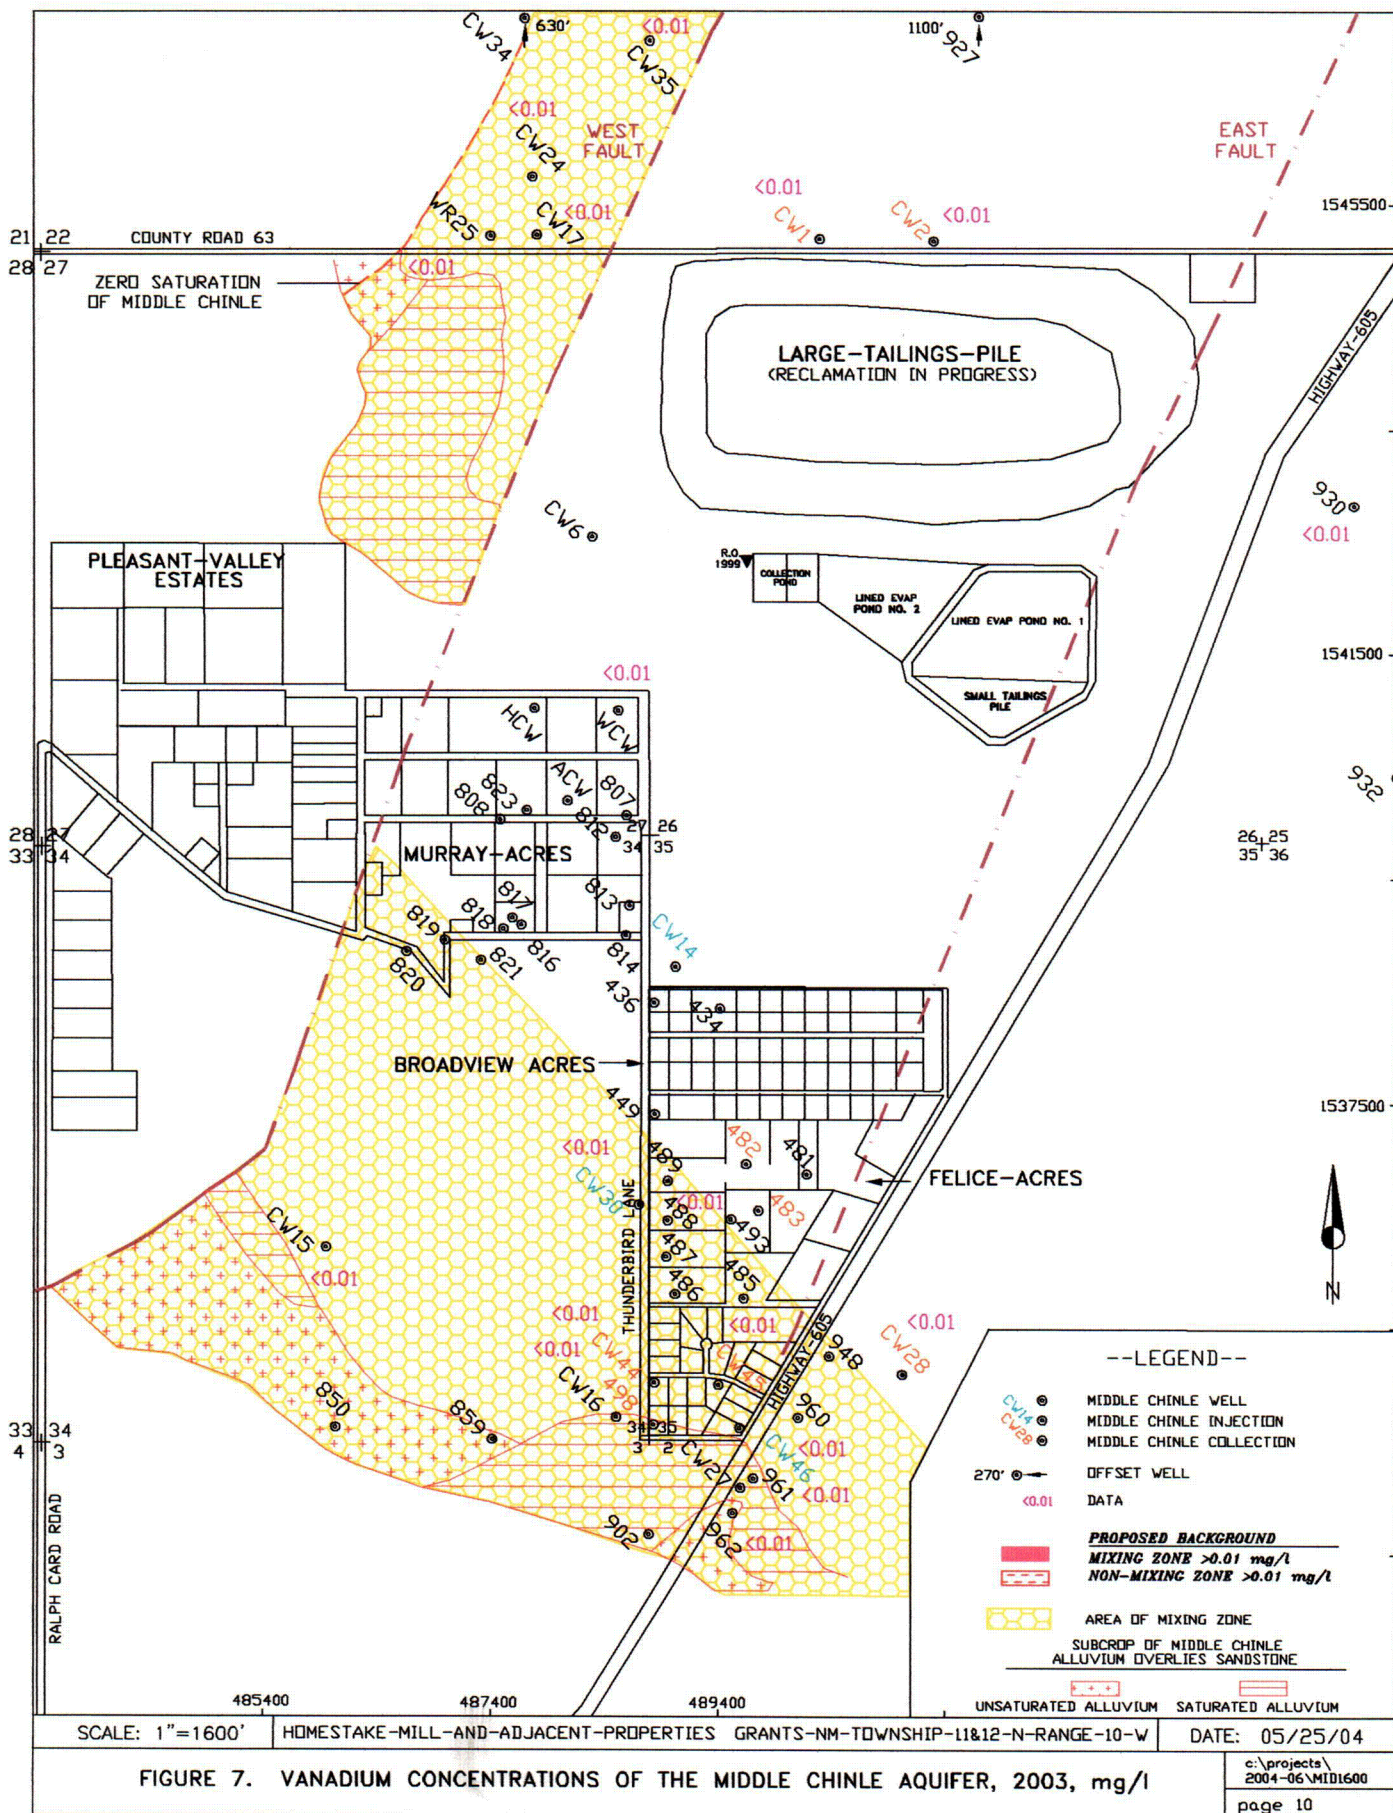 CW34
630'
<0.01
CW35
1100'
927
<0.01
CW24
WEST
FAULT
EAST
FAULT
<0.01
<0.01
CW1
CW2
<0.01
1545500
WR25
CW17
21 22
28 27
COUNTY ROAD 63
<0.01
ZERO SATURATION
OF MIDDLE CHINLE
HIGHWAY-605
LARGE-TAILINGS-PILE
(RECLAMATION IN PROGRESS)
CW6
930
<0.01
PLEASANT-VALLEY
ESTATES
R.O.
1999
COLLECTION
POND
LINED EVAP
POND NO. 2
LINED EVAP POND NO. 1
1541500
<0.01
SMALL TAILINGS
PILE
HCW
WCW
932
808
823
ACW
807
812
28 27
33 34
27 26
34 35
26 25
35 36
MURRAY-ACRES
813
817
818
819
816
814
CW14
820
821
436
434
BROADVIEW ACRES
449
1537500
<0.01
489
482
481
FELICE-ACRES
CW30
<0.01
488
493
483
CW15
THUNDERBIRD LANE
487
<0.01
486
485
N
<0.01
<0.01
<0.01
<0.01
CW44
498
CW45
HIGHWAY-605
948
CW28
CW16
850
859
960
33 34
4 3
34 35
3 2
CW27
CW46
<0.01
961
<0.01
902
962
<0.01
RALPH CARD ROAD
--LEGEND--
CW14
CW28
MIDDLE CHINLE WELL
MIDDLE CHINLE INJECTION
MIDDLE CHINLE COLLECTION
270' OFFSET WELL
<0.01 DATA
PROPOSED BACKGROUND
MIXING ZONE >0.01 mg/l
NON-MIXING ZONE >0.01 mg/l
AREA OF MIXING ZONE
SUBCROP OF MIDDLE CHINLE
ALLUVIUM OVERLIES SANDSTONE
UNSATURATED ALLUVIUM SATURATED ALLUVIUM
485400
487400
489400
SCALE: 1"=1600'
HOMESTAKE-MILL-AND-ADJACENT-PROPERTIES GRANTS-NM-TOWNSHIP-11&12-N-RANGE-10-W
DATE: 05/25/04
FIGURE 7. VANADIUM CONCENTRATIONS OF THE MIDDLE CHINLE AQUIFER, 2003, mg/l
c:\projects\
2004-06\MID1600
page 10